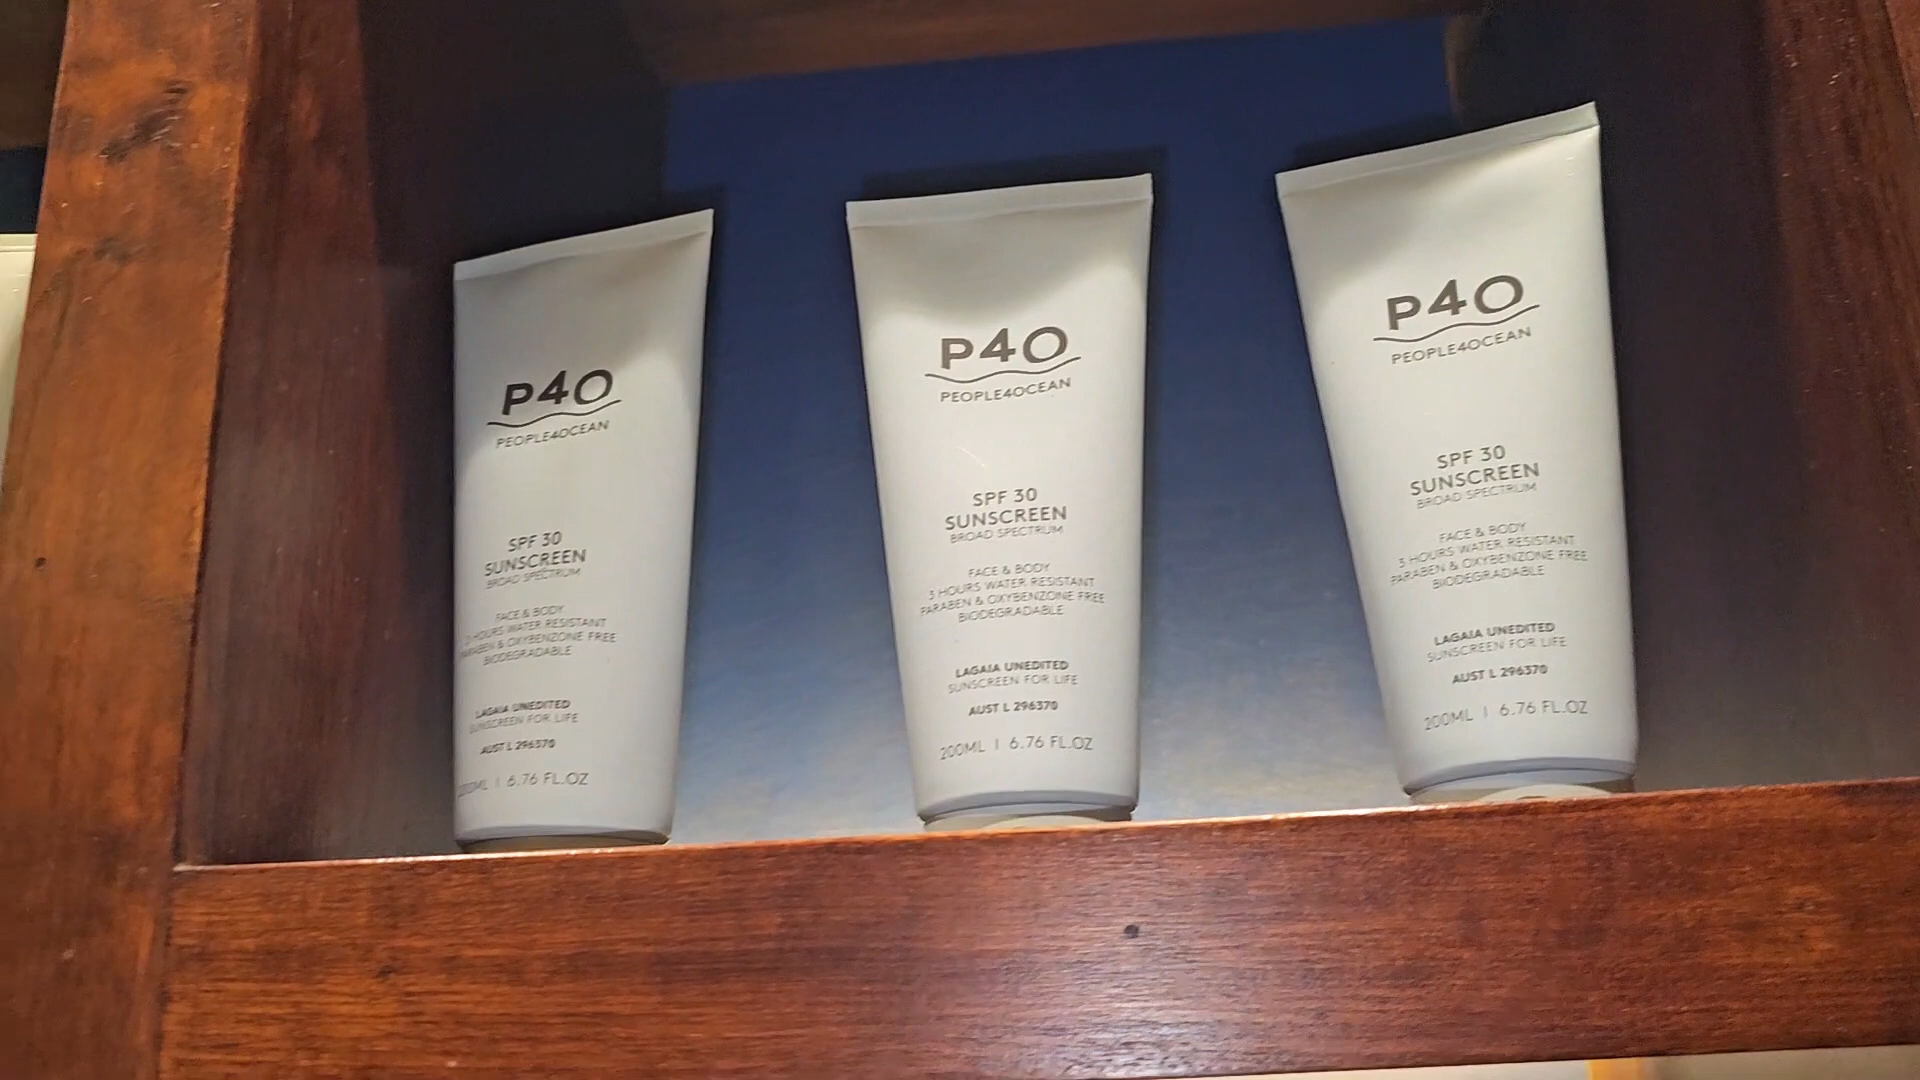 P4O
PEOPLE4OCEAN
SPF 30
SUNSCREEN
BROAD SPECTRUM
FACE & BODY
3 HOURS WATER RESISTANT
PARABEN & OXYBENZONE FREE
BIODEGRADABLE
LAGAIA UNEDITED
SUNSCREEN FOR LIFE
AUST L 296370
200ML | 6.76 FL.OZ
P4O
PEOPLE4OCEAN
SPF 30
SUNSCREEN
BROAD SPECTRUM
FACE & BODY
3 HOURS WATER RESISTANT
PARABEN & OXYBENZONE FREE
BIODEGRADABLE
LAGAIA UNEDITED
SUNSCREEN FOR LIFE
AUST L 296370
200ML | 6.76 FL.OZ
P4O
PEOPLE4OCEAN
SPF 30
SUNSCREEN
BROAD SPECTRUM
FACE & BODY
3 HOURS WATER RESISTANT
PARABEN & OXYBENZONE FREE
BIODEGRADABLE
LAGAIA UNEDITED
SUNSCREEN FOR LIFE
AUST L 296370
200ML | 6.76 FL.OZ